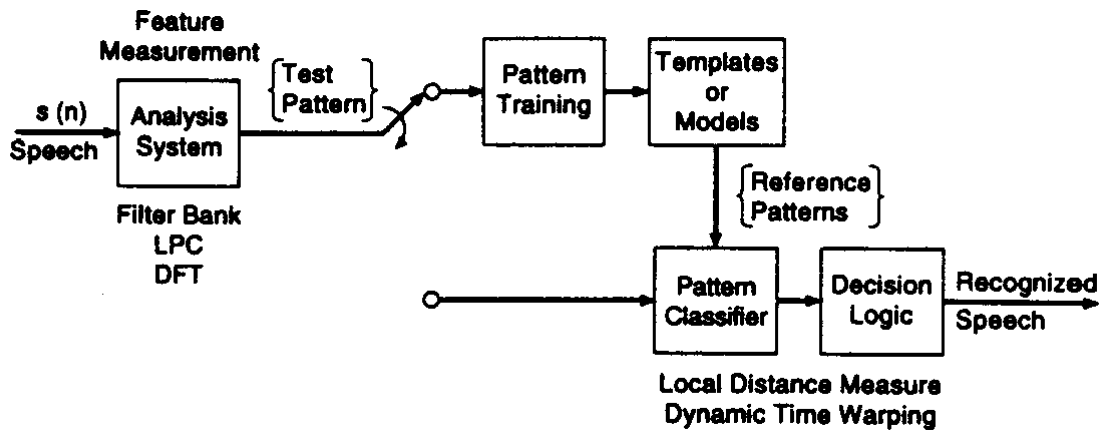 Feature
Measurement
s (n)
Speech
Analysis
System
Filter Bank
LPC
DFT
Test
Pattern
Pattern
Training
Templates
or
Models
Reference
Patterns
Pattern
Classifier
Local Distance Measure
Dynamic Time Warping
Decision
Logic
Recognized
Speech